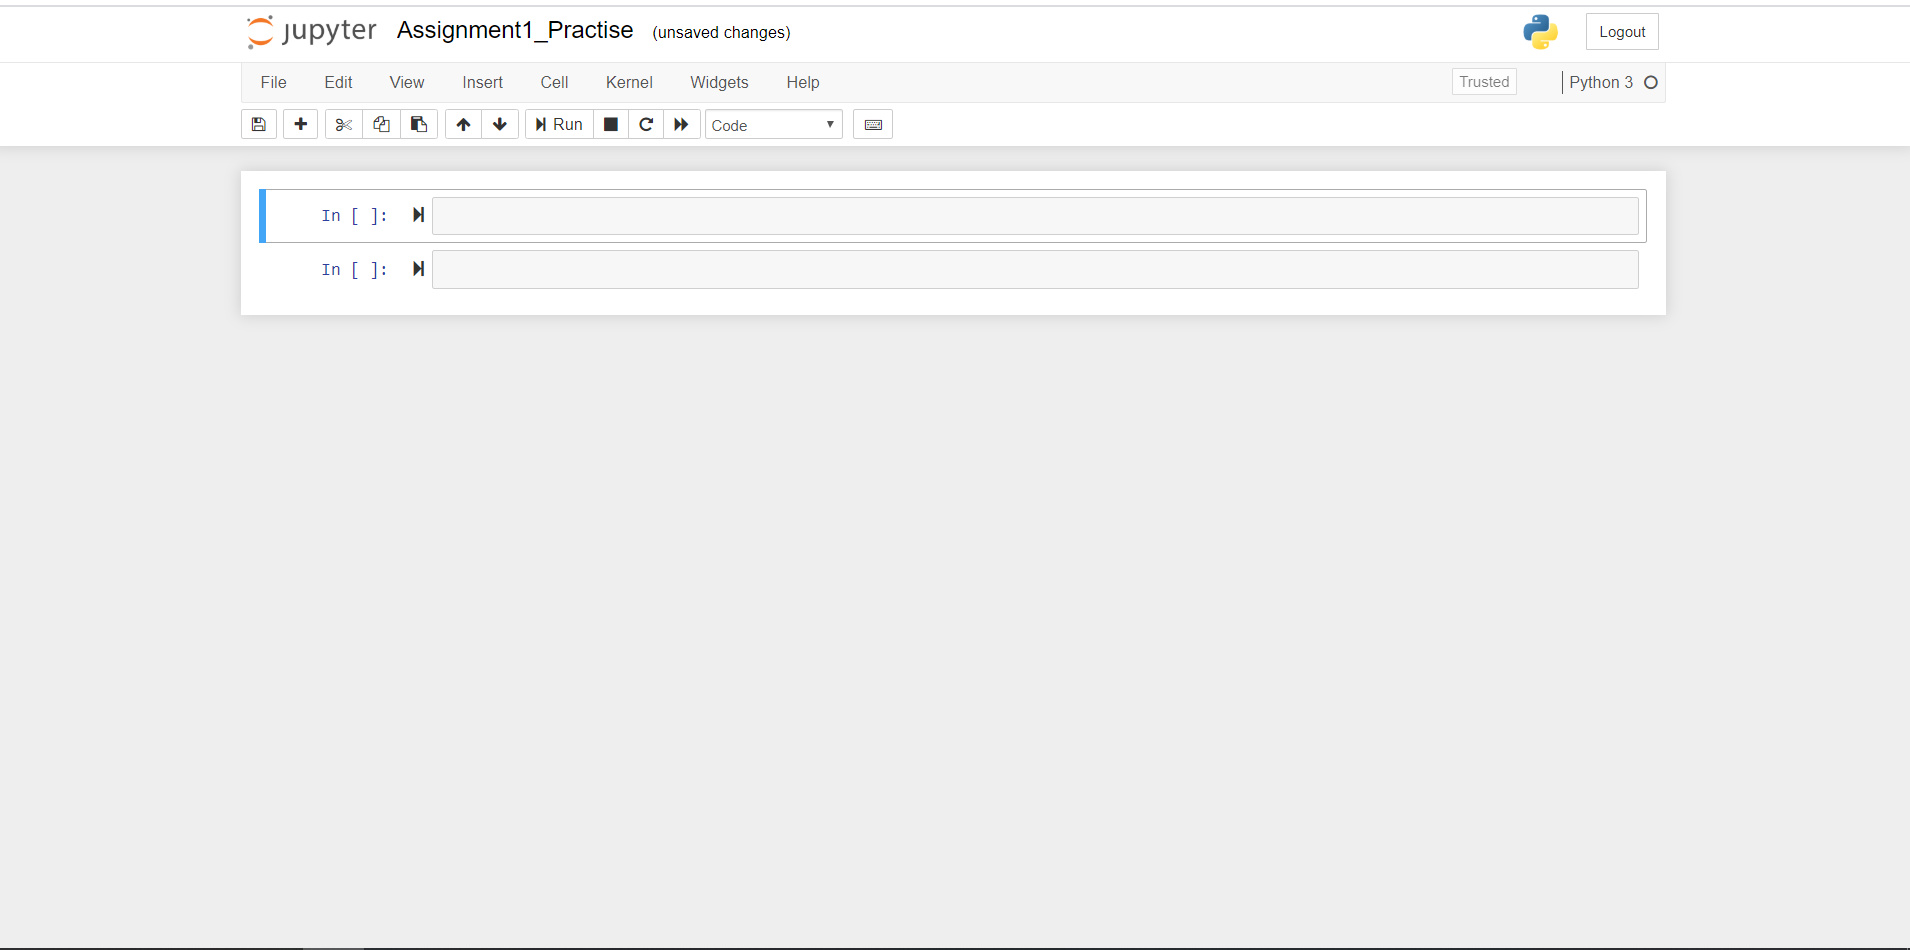 jupyter Assignment1_Practise (unsaved changes) Logout
File Edit View Insert Cell Kernel Widgets Help Trusted Python 3
Run Code
In [ ]:
In [ ]: